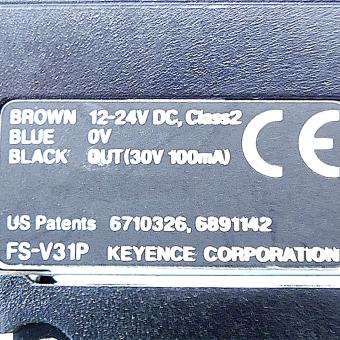 BROWN 12-24V DC, Class2
BLUE 0V
BLACK OUT(30V 100mA)
CE
US Patents 6710326, 6891142
FS-V31P KEYENCE CORPORATION